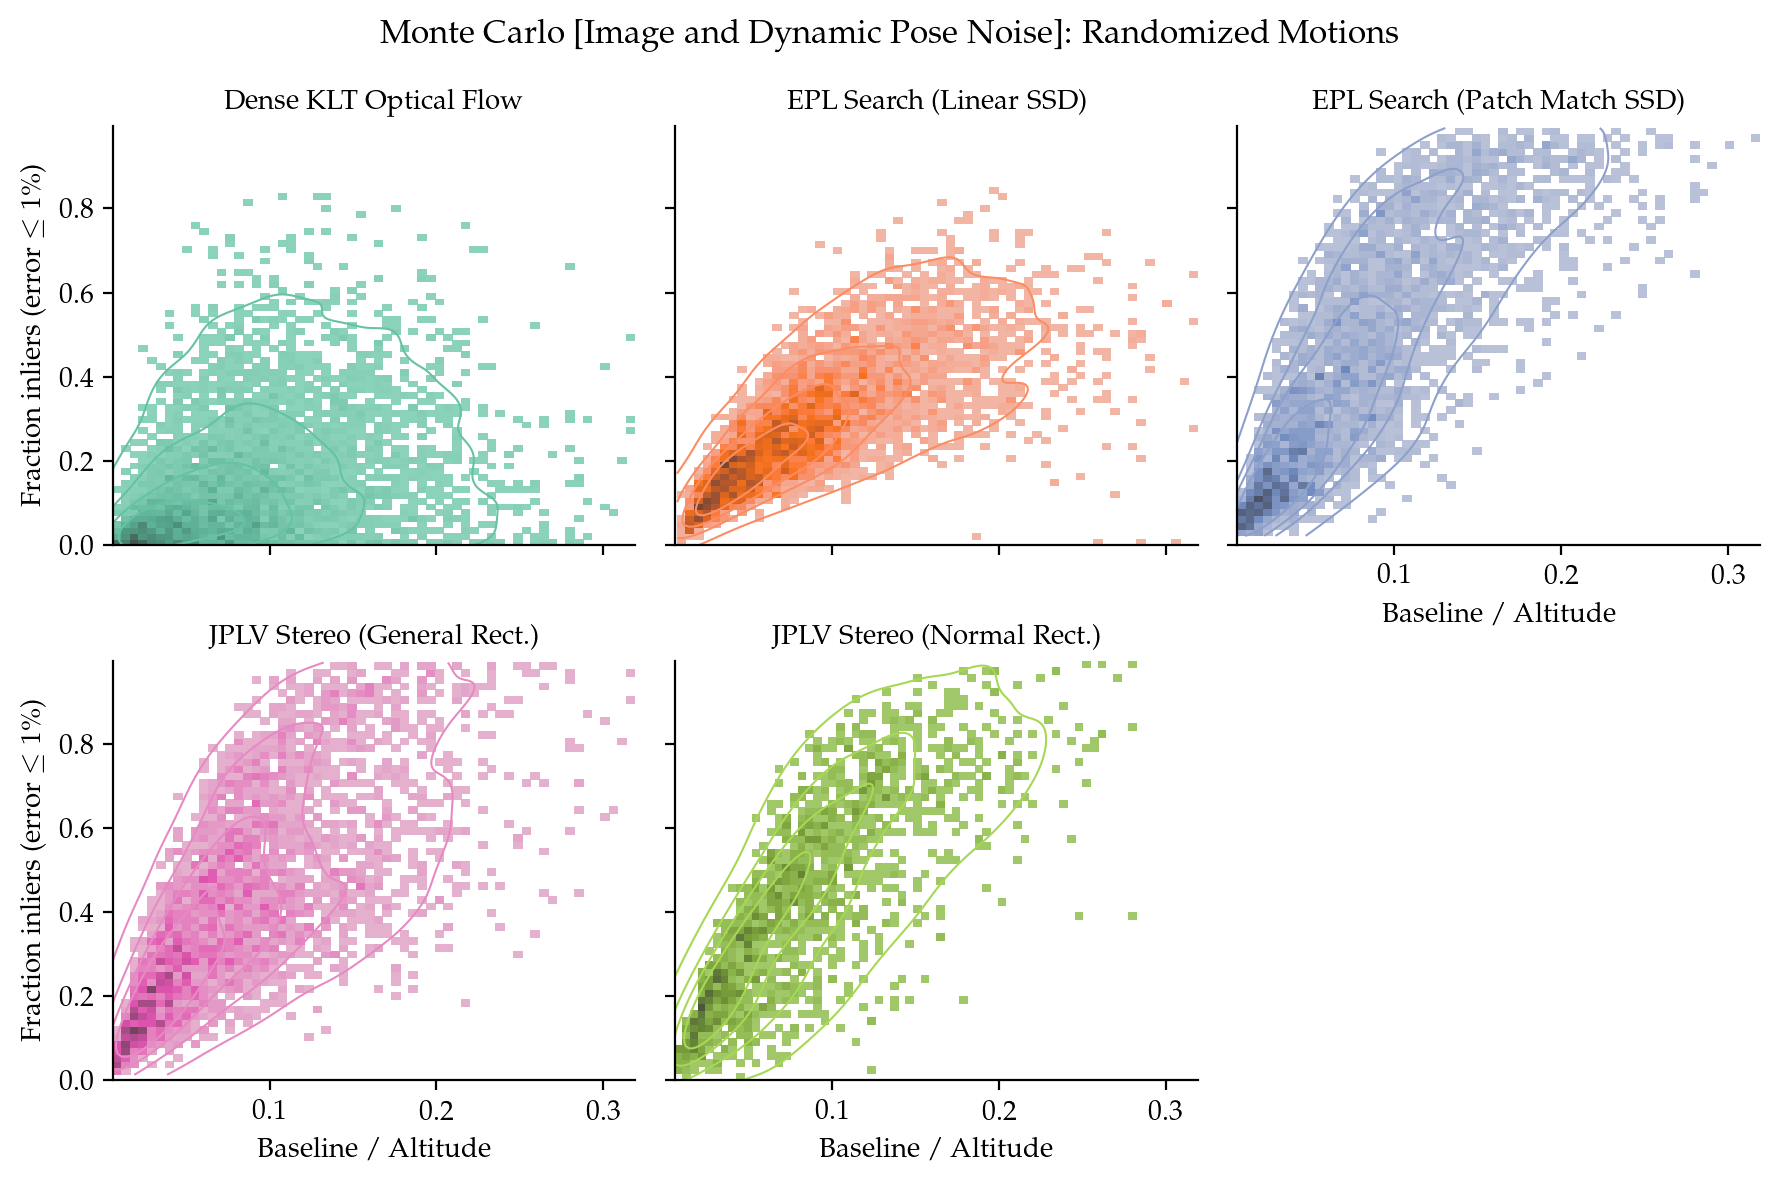 Monte Carlo [Image and Dynamic Pose Noise]: Randomized Motions
Dense KLT Optical Flow
EPL Search (Linear SSD)
EPL Search (Patch Match SSD)
Fraction inliers (error ≤ 1%)
0.8
0.6
0.4
0.2
0.0
0.1 0.2 0.3
Baseline / Altitude
JPLV Stereo (General Rect.)
JPLV Stereo (Normal Rect.)
Fraction inliers (error ≤ 1%)
0.8
0.6
0.4
0.2
0.0
0.1 0.2 0.3
0.1 0.2 0.3
Baseline / Altitude
Baseline / Altitude